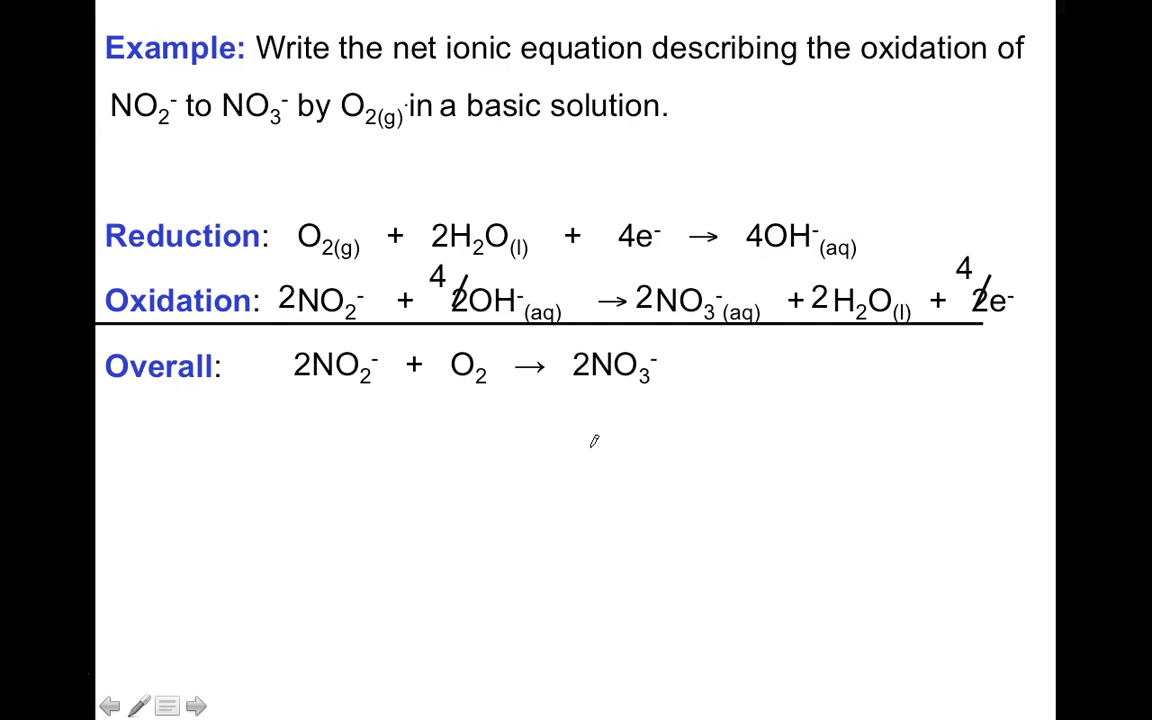 Example: Write the net ionic equation describing the oxidation of
NO₂⁻ to NO₃⁻ by O₂₍g₎ in a basic solution.
Reduction: O₂₍g₎ + 2H₂O₍l₎ + 4e⁻ → 4OH⁻₍aq₎
4 4
Oxidation: 2NO₂⁻ + 2OH⁻₍aq₎ → 2NO₃⁻₍aq₎ + 2H₂O₍l₎ + 2e⁻
Overall: 2NO₂⁻ + O₂ → 2NO₃⁻